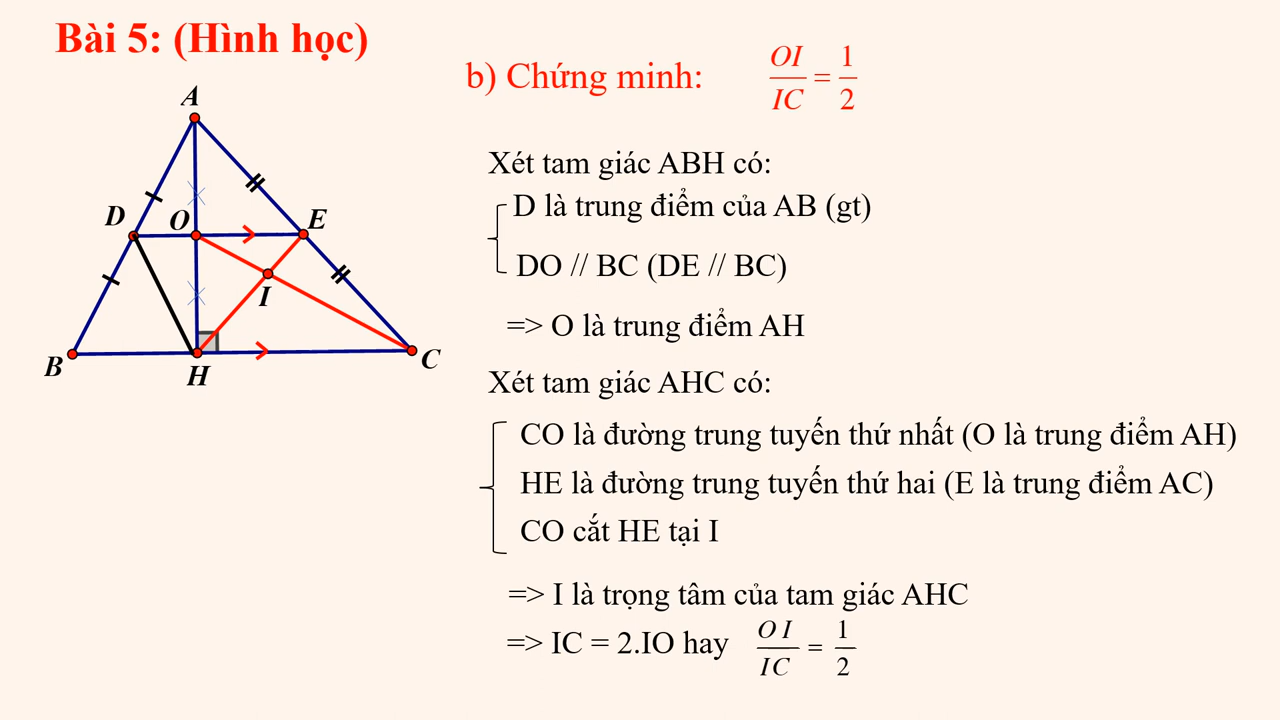 Bài 5: (Hình học)
b) Chứng minh: OI/IC = 1/2
A
D
O
E
I
B
H
C
Xét tam giác ABH có:
D là trung điểm của AB (gt)
DO // BC (DE // BC)
=> O là trung điểm AH
Xét tam giác AHC có:
CO là đường trung tuyến thứ nhất (O là trung điểm AH)
HE là đường trung tuyến thứ hai (E là trung điểm AC)
CO cắt HE tại I
=> I là trọng tâm của tam giác AHC
=> IC = 2.IO hay OI/IC = 1/2